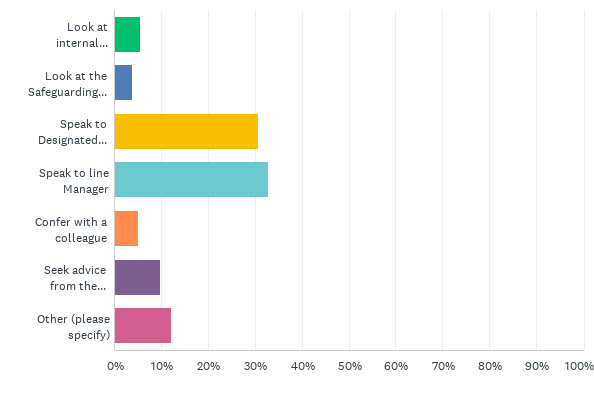 Look at
internal...
Look at the
Safeguarding...
Speak to
Designated...
Speak to line
Manager
Confer with a
colleague
Seek advice
from the...
Other (please
specify)
0% 10% 20% 30% 40% 50% 60% 70% 80% 90% 100%